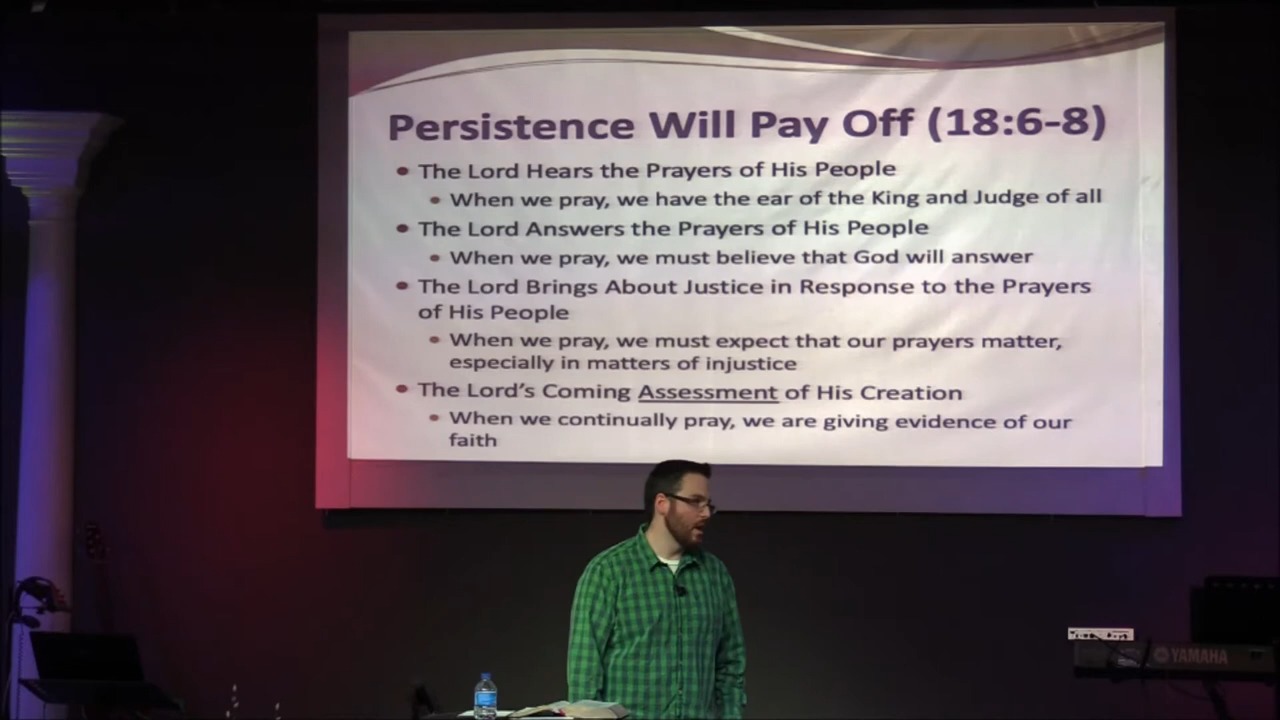 Persistence Will Pay Off (18:6-8)
• The Lord Hears the Prayers of His People
• When we pray, we have the ear of the King and Judge of all
• The Lord Answers the Prayers of His People
• When we pray, we must believe that God will answer
• The Lord Brings About Justice in Response to the Prayers
of His People
• When we pray, we must expect that our prayers matter,
especially in matters of injustice
• The Lord's Coming Assessment of His Creation
• When we continually pray, we are giving evidence of our
faith
YAMAHA